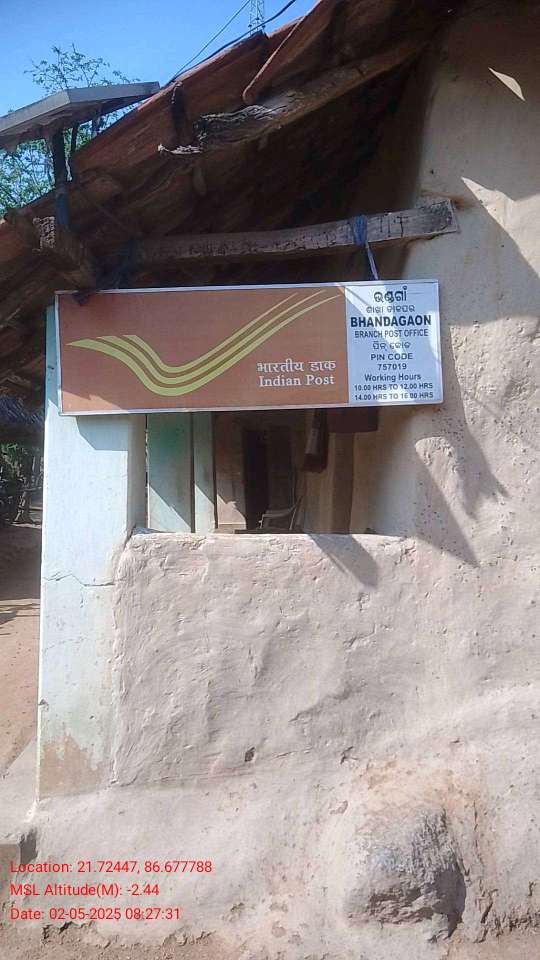 भारतीय डाक
Indian Post
ଭଣ୍ଡଗାଁ
ଶାଖା ଡାକଘର
BHANDAGAON
BRANCH POST OFFICE
ପିନ୍ କୋଡ
PIN CODE
757019
Working Hours
10.00 HRS TO 12.00 HRS
14.00 HRS TO 16.00 HRS
Location: 21.72447, 86.677788
MSL Altitude(M): -2.44
Date: 02-05-2025 08:27:31